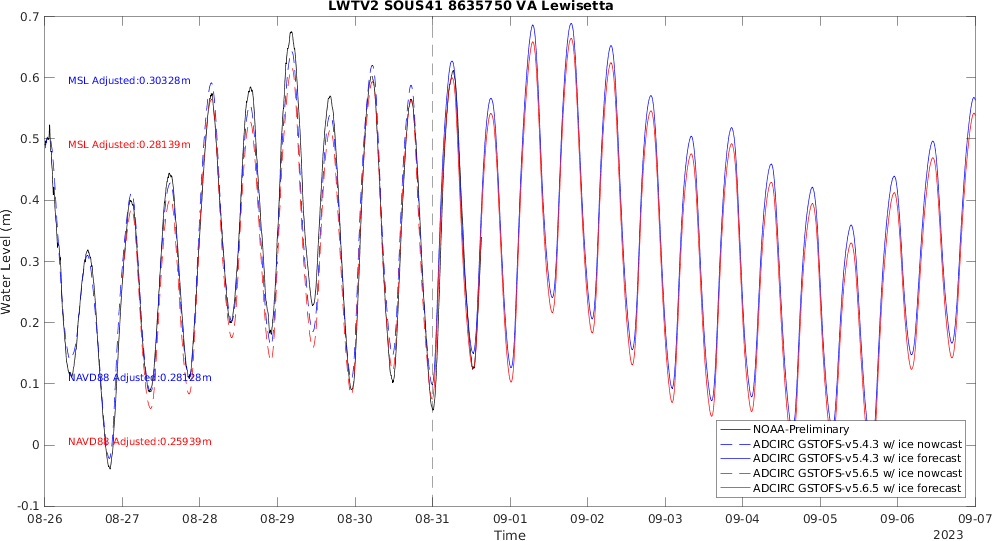 LWTV2 SOUS41 8635750 VA Lewisetta
0.7
0.6
0.5
0.4
0.3
0.2
0.1
0
-0.1
Water Level (m)
MSL Adjusted:0.30328m
MSL Adjusted:0.28139m
NAVD88 Adjusted:0.28128m
NAVD88 Adjusted:0.25939m
NOAA-Preliminary
ADCIRC GSTOFS-v5.4.3 w/ ice nowcast
ADCIRC GSTOFS-v5.4.3 w/ ice forecast
ADCIRC GSTOFS-v5.6.5 w/ ice nowcast
ADCIRC GSTOFS-v5.6.5 w/ ice forecast
08-26 08-27 08-28 08-29 08-30 08-31 09-01 09-02 09-03 09-04 09-05 09-06 09-07
Time
2023